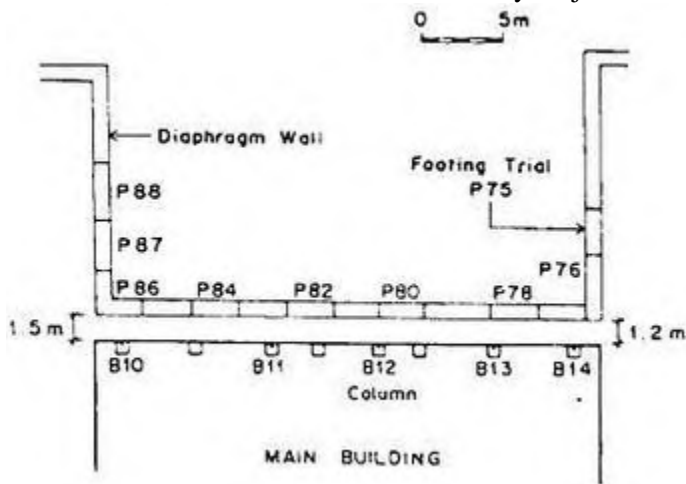 0 5m
Diaphragm Wall
Footing Trial
P75
P88
P87
P76
P86 P84 P82 P80 P78
1.5 m
1.2 m
B10 B11 B12 B13 B14
Column
MAIN BUILDING